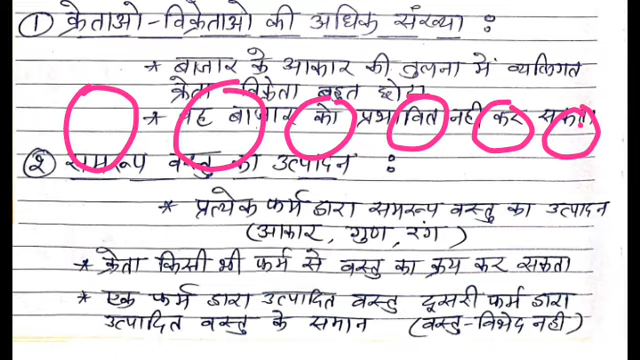 ① क्रेताओ-विक्रेताओ की अधिक संख्या :
* बाजार के आकार की तुलना में व्यक्तिगत
क्रेता विक्रेता बहुत छोटा
* वह बाजार को प्रभावित नही कर सकता
② समरूप वस्तु का उत्पादन :
* प्रत्येक फर्म द्वारा समरूप वस्तु का उत्पादन
(आकार, गुण, रंग)
* क्रेता किसी भी फर्म से वस्तु का क्रय कर सकता
* एक फर्म द्वारा उत्पादित वस्तु दूसरी फर्म द्वारा
उत्पादित वस्तु के समान (वस्तु-विभेद नही)